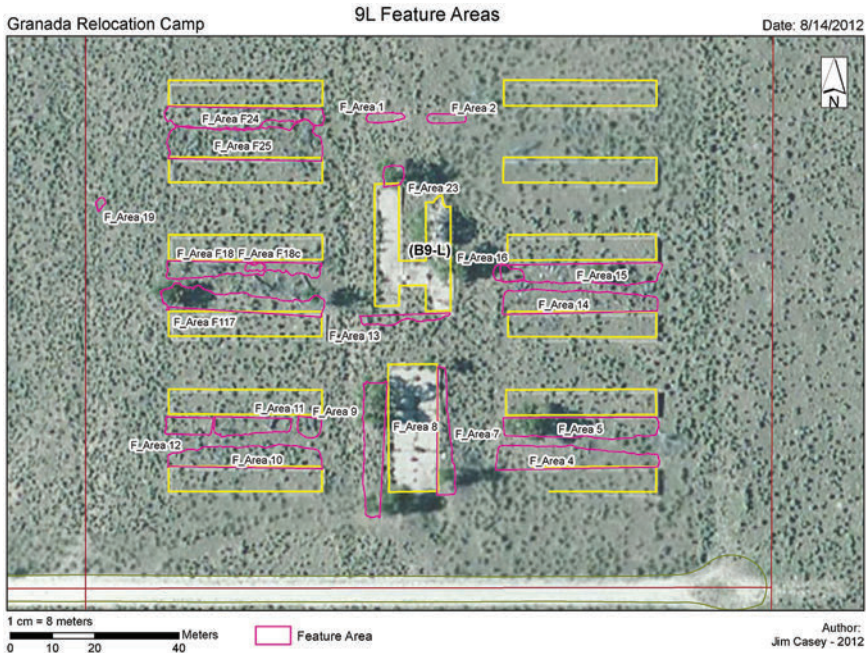 Granada Relocation Camp
9L Feature Areas
Date: 8/14/2012
N
F_Area 1
F_Area 2
F_Area F24
F_Area F25
F_Area 23
F_Area 19
(B9-L)
F_Area F18
F_Area F18c
F_Area 16
F_Area 15
F_Area 14
F_Area F117
F_Area 13
F_Area 11
F_Area 9
F_Area 8
F_Area 7
F_Area 5
F_Area 12
F_Area 10
F_Area 4
1 cm = 8 meters
Meters
0 10 20 40
Feature Area
Author:
Jim Casey - 2012